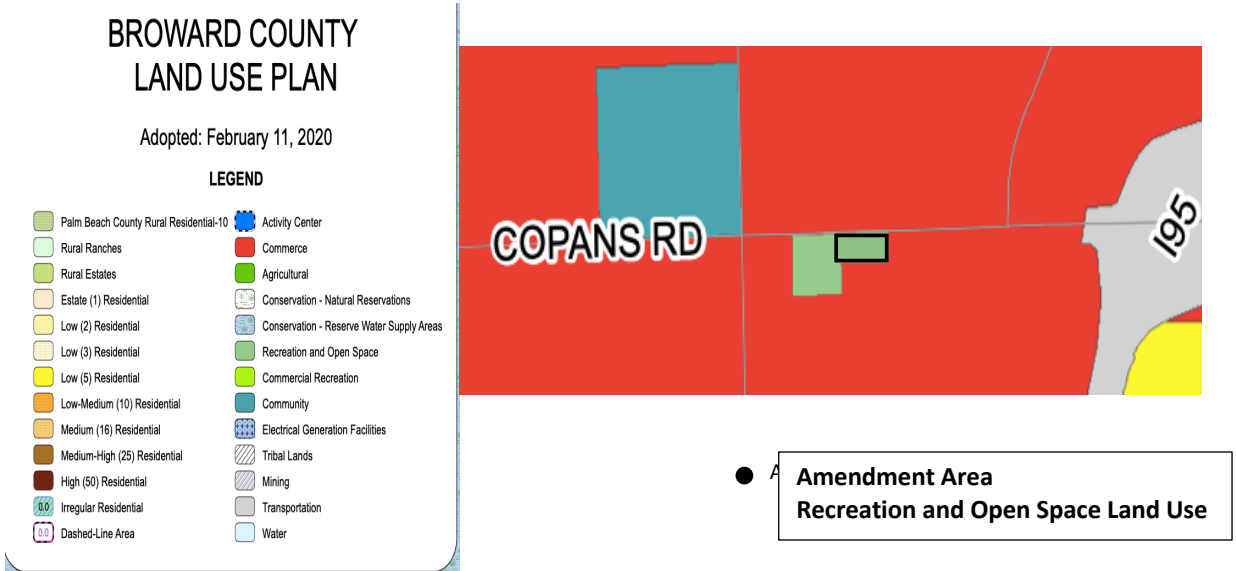 BROWARD COUNTY
LAND USE PLAN
Adopted: February 11, 2020
LEGEND
Palm Beach County Rural Residential-10
Rural Ranches
Rural Estates
Estate (1) Residential
Low (2) Residential
Low (3) Residential
Low (5) Residential
Low-Medium (10) Residential
Medium (16) Residential
Medium-High (25) Residential
High (50) Residential
0.0 Irregular Residential
0.0 Dashed-Line Area
Activity Center
Commerce
Agricultural
Conservation - Natural Reservations
Conservation - Reserve Water Supply Areas
Recreation and Open Space
Commercial Recreation
Community
Electrical Generation Facilities
Tribal Lands
Mining
Transportation
Water
COPANS RD
I95
Amendment Area
Recreation and Open Space Land Use